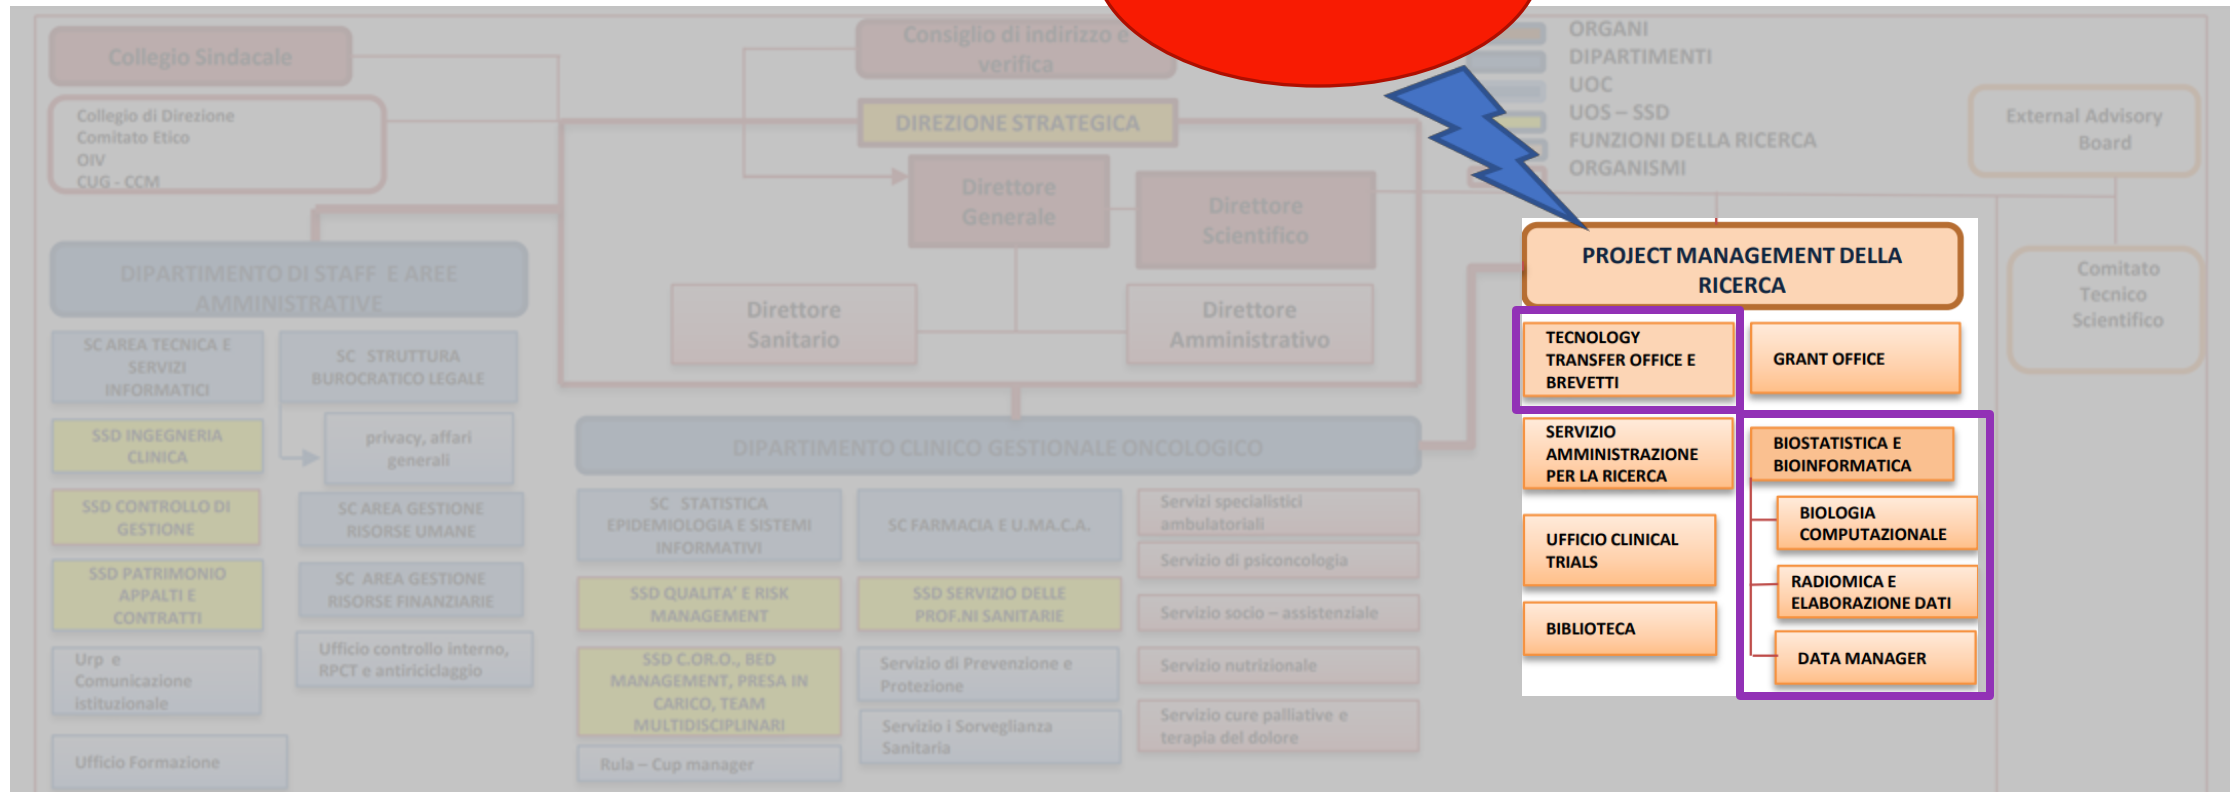 Collegio Sindacale
Consiglio di indirizzo e
verifica
ORGANI
DIPARTIMENTI
UOC
UOS – SSD
FUNZIONI DELLA RICERCA
ORGANISMI
Collegio di Direzione
Comitato Etico
OIV
CUG - CCM
DIREZIONE STRATEGICA
External Advisory
Board
Direttore
Generale
Direttore
Scientifico
Direttore
Sanitario
Direttore
Amministrativo
Comitato
Tecnico
Scientifico
DIPARTIMENTO DI STAFF E AREE
AMMINISTRATIVE
SC AREA TECNICA E
SERVIZI
INFORMATICI
SC STRUTTURA
BUROCRATICO LEGALE
SSD INGEGNERIA
CLINICA
privacy, affari
generali
SSD CONTROLLO DI
GESTIONE
SC AREA GESTIONE
RISORSE UMANE
SSD PATRIMONIO
APPALTI E
CONTRATTI
SC AREA GESTIONE
RISORSE FINANZIARIE
Urp e
Comunicazione
istituzionale
Ufficio controllo interno,
RPCT e antiriciclaggio
Ufficio Formazione
DIPARTIMENTO CLINICO GESTIONALE ONCOLOGICO
SC STATISTICA
EPIDEMIOLOGIA E SISTEMI
INFORMATIVI
SC FARMACIA E U.MA.C.A.
Servizi specialistici
ambulatoriali
Servizio di psiconcologia
SSD QUALITA' E RISK
MANAGEMENT
SSD SERVIZIO DELLE
PROF.NI SANITARIE
Servizio socio – assistenziale
SSD C.OR.O., BED
MANAGEMENT, PRESA IN
CARICO, TEAM
MULTIDISCIPLINARI
Servizio di Prevenzione e
Protezione
Servizio nutrizionale
Servizio i Sorveglianza
Sanitaria
Servizio cure palliative e
terapia del dolore
Rula – Cup manager
PROJECT MANAGEMENT DELLA
RICERCA
TECNOLOGY
TRANSFER OFFICE E
BREVETTI
GRANT OFFICE
SERVIZIO
AMMINISTRAZIONE
PER LA RICERCA
BIOSTATISTICA E
BIOINFORMATICA
UFFICIO CLINICAL
TRIALS
BIOLOGIA
COMPUTAZIONALE
RADIOMICA E
ELABORAZIONE DATI
BIBLIOTECA
DATA MANAGER